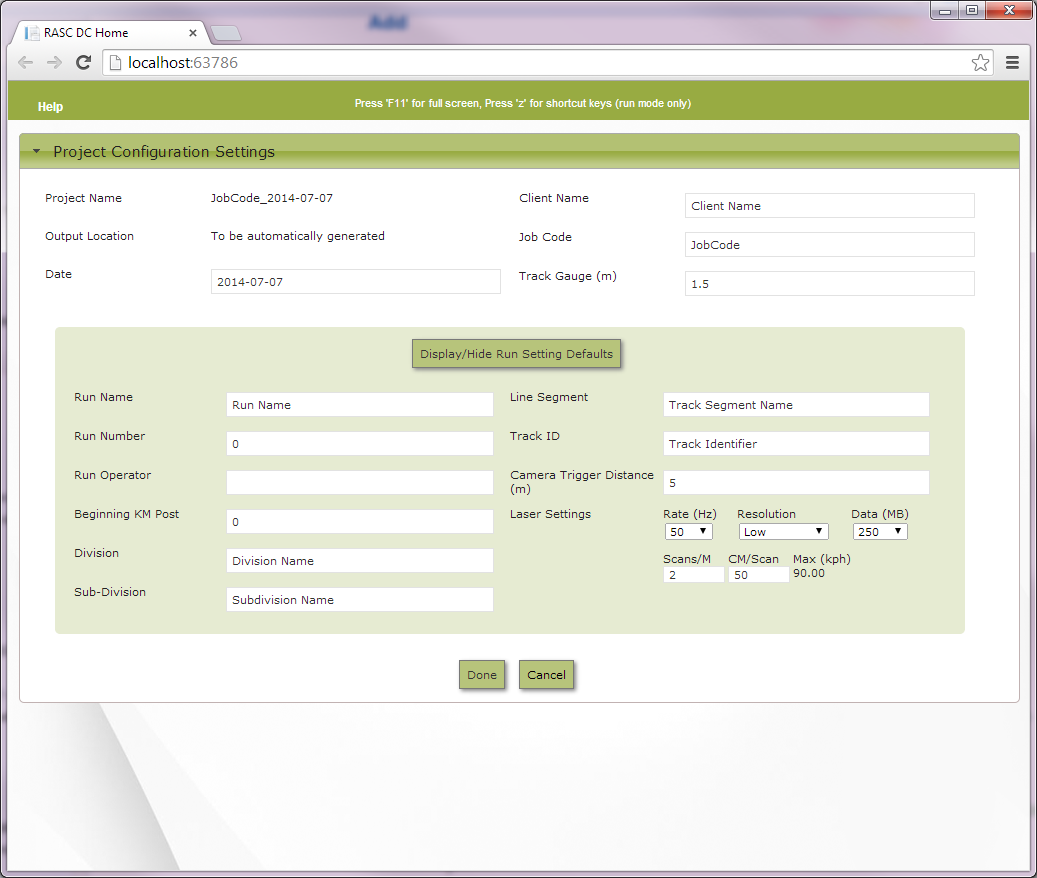 Add
RASC DC Home
localhost:63786
Help
Press 'F11' for full screen, Press 'z' for shortcut keys (run mode only)
Project Configuration Settings
Project Name JobCode_2014-07-07 Client Name Client Name
Output Location To be automatically generated Job Code JobCode
Date 2014-07-07 Track Gauge (m) 1.5
Display/Hide Run Setting Defaults
Run Name Run Name Line Segment Track Segment Name
Run Number 0 Track ID Track Identifier
Run Operator Camera Trigger Distance (m) 5
Beginning KM Post 0 Laser Settings Rate (Hz) Resolution Data (MB)
50 Low 250
Division Division Name Scans/M CM/Scan Max (kph)
2 50 90.00
Sub-Division Subdivision Name
Done Cancel